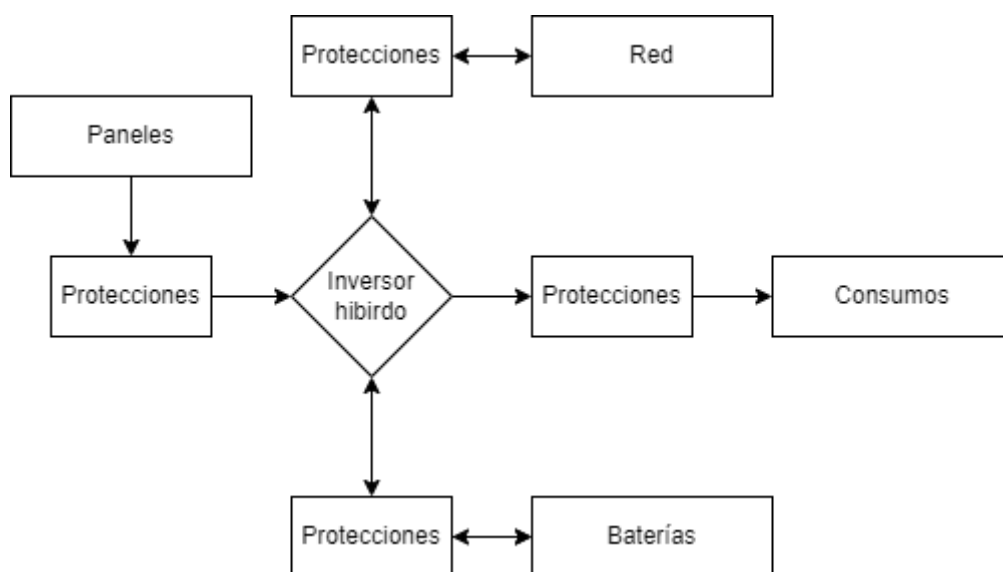 Protecciones
Red
Paneles
Protecciones
Inversor
hibirdo
Protecciones
Consumos
Protecciones
Baterías